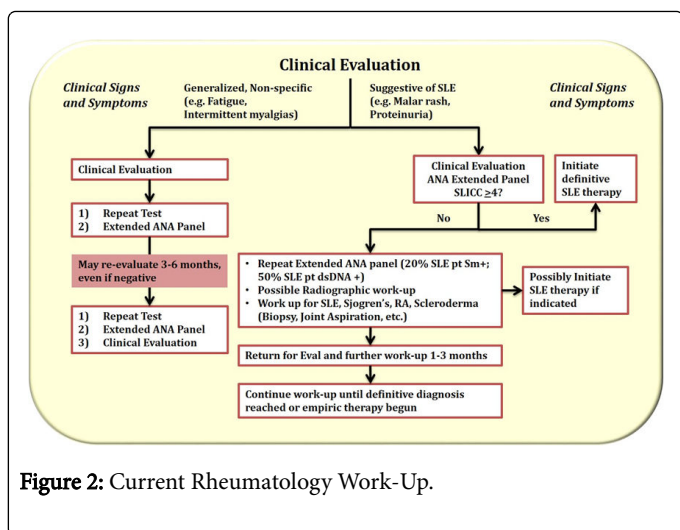 Clinical Evaluation
Clinical Signs
and Symptoms
Generalized, Non-specific
(e.g. Fatigue,
Intermittent myalgias)
Suggestive of SLE
(e.g. Malar rash,
Proteinuria)
Clinical Signs
and Symptoms
Clinical Evaluation
1) Repeat Test
2) Extended ANA Panel
May re-evaluate 3-6 months,
even if negative
1) Repeat Test
2) Extended ANA Panel
3) Clinical Evaluation
Clinical Evaluation
ANA Extended Panel
SLICC ≥4?
Initiate
definitive
SLE therapy
No
Yes
• Repeat Extended ANA panel (20% SLE pt Sm+;
50% SLE pt dsDNA +)
• Possible Radiographic work-up
• Work up for SLE, Sjogren's, RA, Scleroderma
(Biopsy, Joint Aspiration, etc.)
Possibly Initiate
SLE therapy if
indicated
Return for Eval and further work-up 1-3 months
Continue work-up until definitive diagnosis
reached or empiric therapy begun
Figure 2: Current Rheumatology Work-Up.